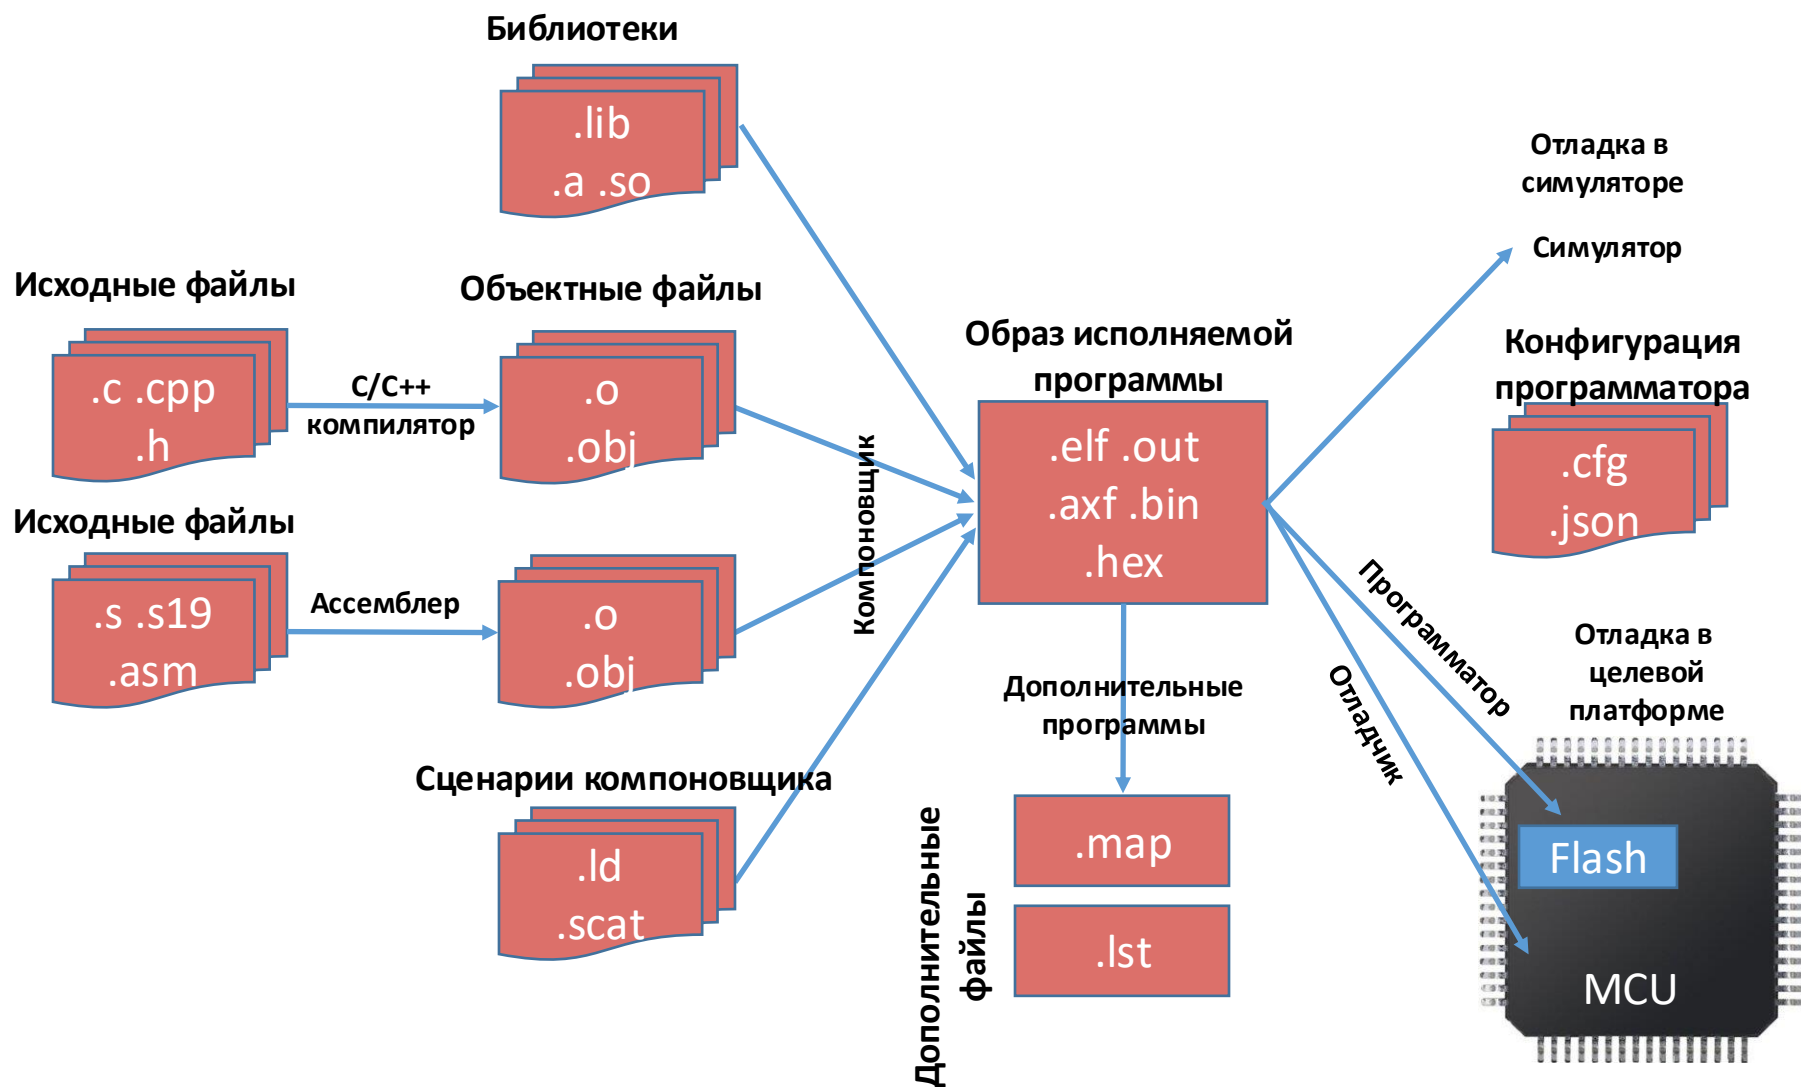 Библиотеки
.lib
.a .so
Исходные файлы
.c .cpp
.h
C/C++
компилятор
Объектные файлы
.o
.obj
Исходные файлы
.s .s19
.asm
Ассемблер
.o
.obj
Сценарии компоновщика
.ld
.scat
Компоновщик
Образ исполняемой
программы
.elf .out
.axf .bin
.hex
Дополнительные
программы
Дополнительные
файлы
.map
.lst
Отладка в
симуляторе
Симулятор
Конфигурация
программатора
.cfg
.json
Программатор
Отладчик
Отладка в
целевой
платформе
Flash
MCU